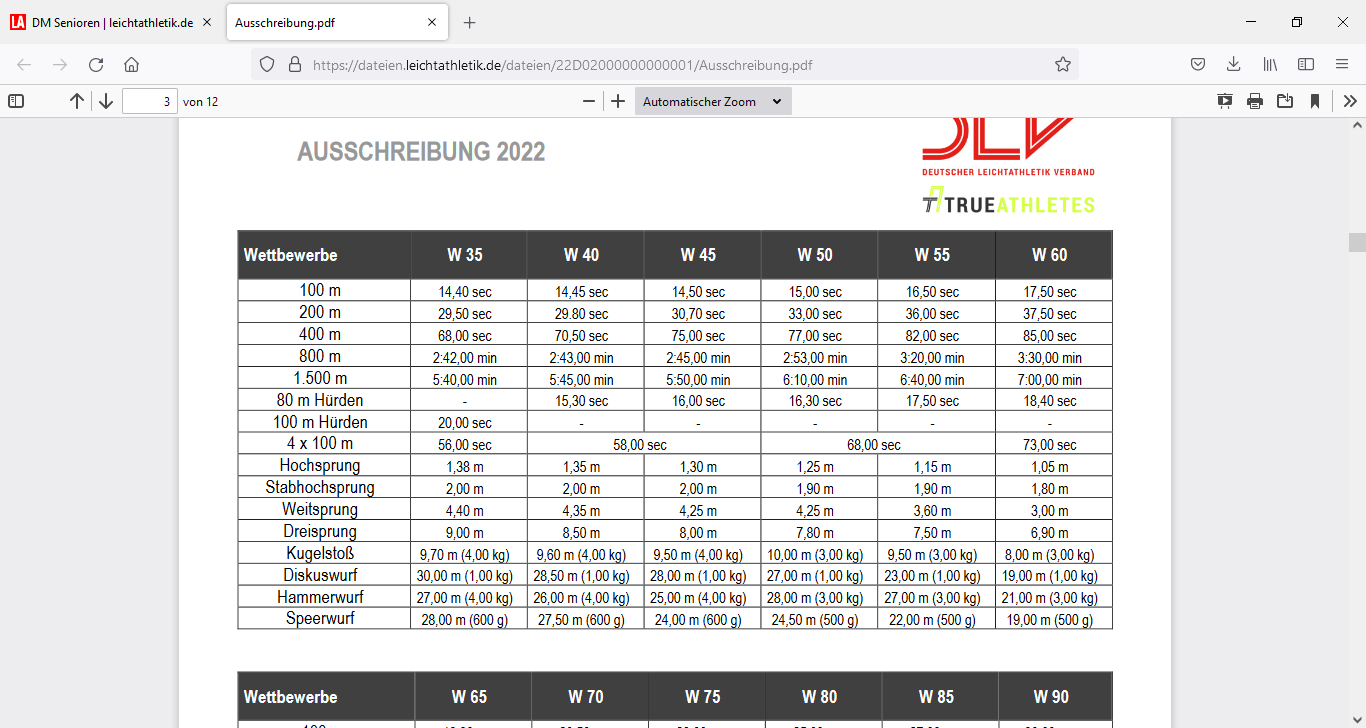 DM Senioren | leichtathletik.de
Ausschreibung.pdf
https://dateien.leichtathletik.de/dateien/22D02000000000001/Ausschreibung.pdf
3 von 12
Automatischer Zoom
AUSSCHREIBUNG 2022
DLV
DEUTSCHER LEICHTATHLETIK VERBAND
TRUEATHLETES
Wettbewerbe W 35 W 40 W 45 W 50 W 55 W 60
100 m 14,40 sec 14,45 sec 14,50 sec 15,00 sec 16,50 sec 17,50 sec
200 m 29,50 sec 29.80 sec 30,70 sec 33,00 sec 36,00 sec 37,50 sec
400 m 68,00 sec 70,50 sec 75,00 sec 77,00 sec 82,00 sec 85,00 sec
800 m 2:42,00 min 2:43,00 min 2:45,00 min 2:53,00 min 3:20,00 min 3:30,00 min
1.500 m 5:40,00 min 5:45,00 min 5:50,00 min 6:10,00 min 6:40,00 min 7:00,00 min
80 m Hürden - 15,30 sec 16,00 sec 16,30 sec 17,50 sec 18,40 sec
100 m Hürden 20,00 sec - - - - -
4 x 100 m 56,00 sec 58,00 sec 68,00 sec 73,00 sec
Hochsprung 1,38 m 1,35 m 1,30 m 1,25 m 1,15 m 1,05 m
Stabhochsprung 2,00 m 2,00 m 2,00 m 1,90 m 1,90 m 1,80 m
Weitsprung 4,40 m 4,35 m 4,25 m 4,25 m 3,60 m 3,00 m
Dreisprung 9,00 m 8,50 m 8,00 m 7,80 m 7,50 m 6,90 m
Kugelstoß 9,70 m (4,00 kg) 9,60 m (4,00 kg) 9,50 m (4,00 kg) 10,00 m (3,00 kg) 9,50 m (3,00 kg) 8,00 m (3,00 kg)
Diskuswurf 30,00 m (1,00 kg) 28,50 m (1,00 kg) 28,00 m (1,00 kg) 27,00 m (1,00 kg) 23,00 m (1,00 kg) 19,00 m (1,00 kg)
Hammerwurf 27,00 m (4,00 kg) 26,00 m (4,00 kg) 25,00 m (4,00 kg) 28,00 m (3,00 kg) 27,00 m (3,00 kg) 21,00 m (3,00 kg)
Speerwurf 28,00 m (600 g) 27,50 m (600 g) 24,00 m (600 g) 24,50 m (500 g) 22,00 m (500 g) 19,00 m (500 g)
Wettbewerbe W 65 W 70 W 75 W 80 W 85 W 90